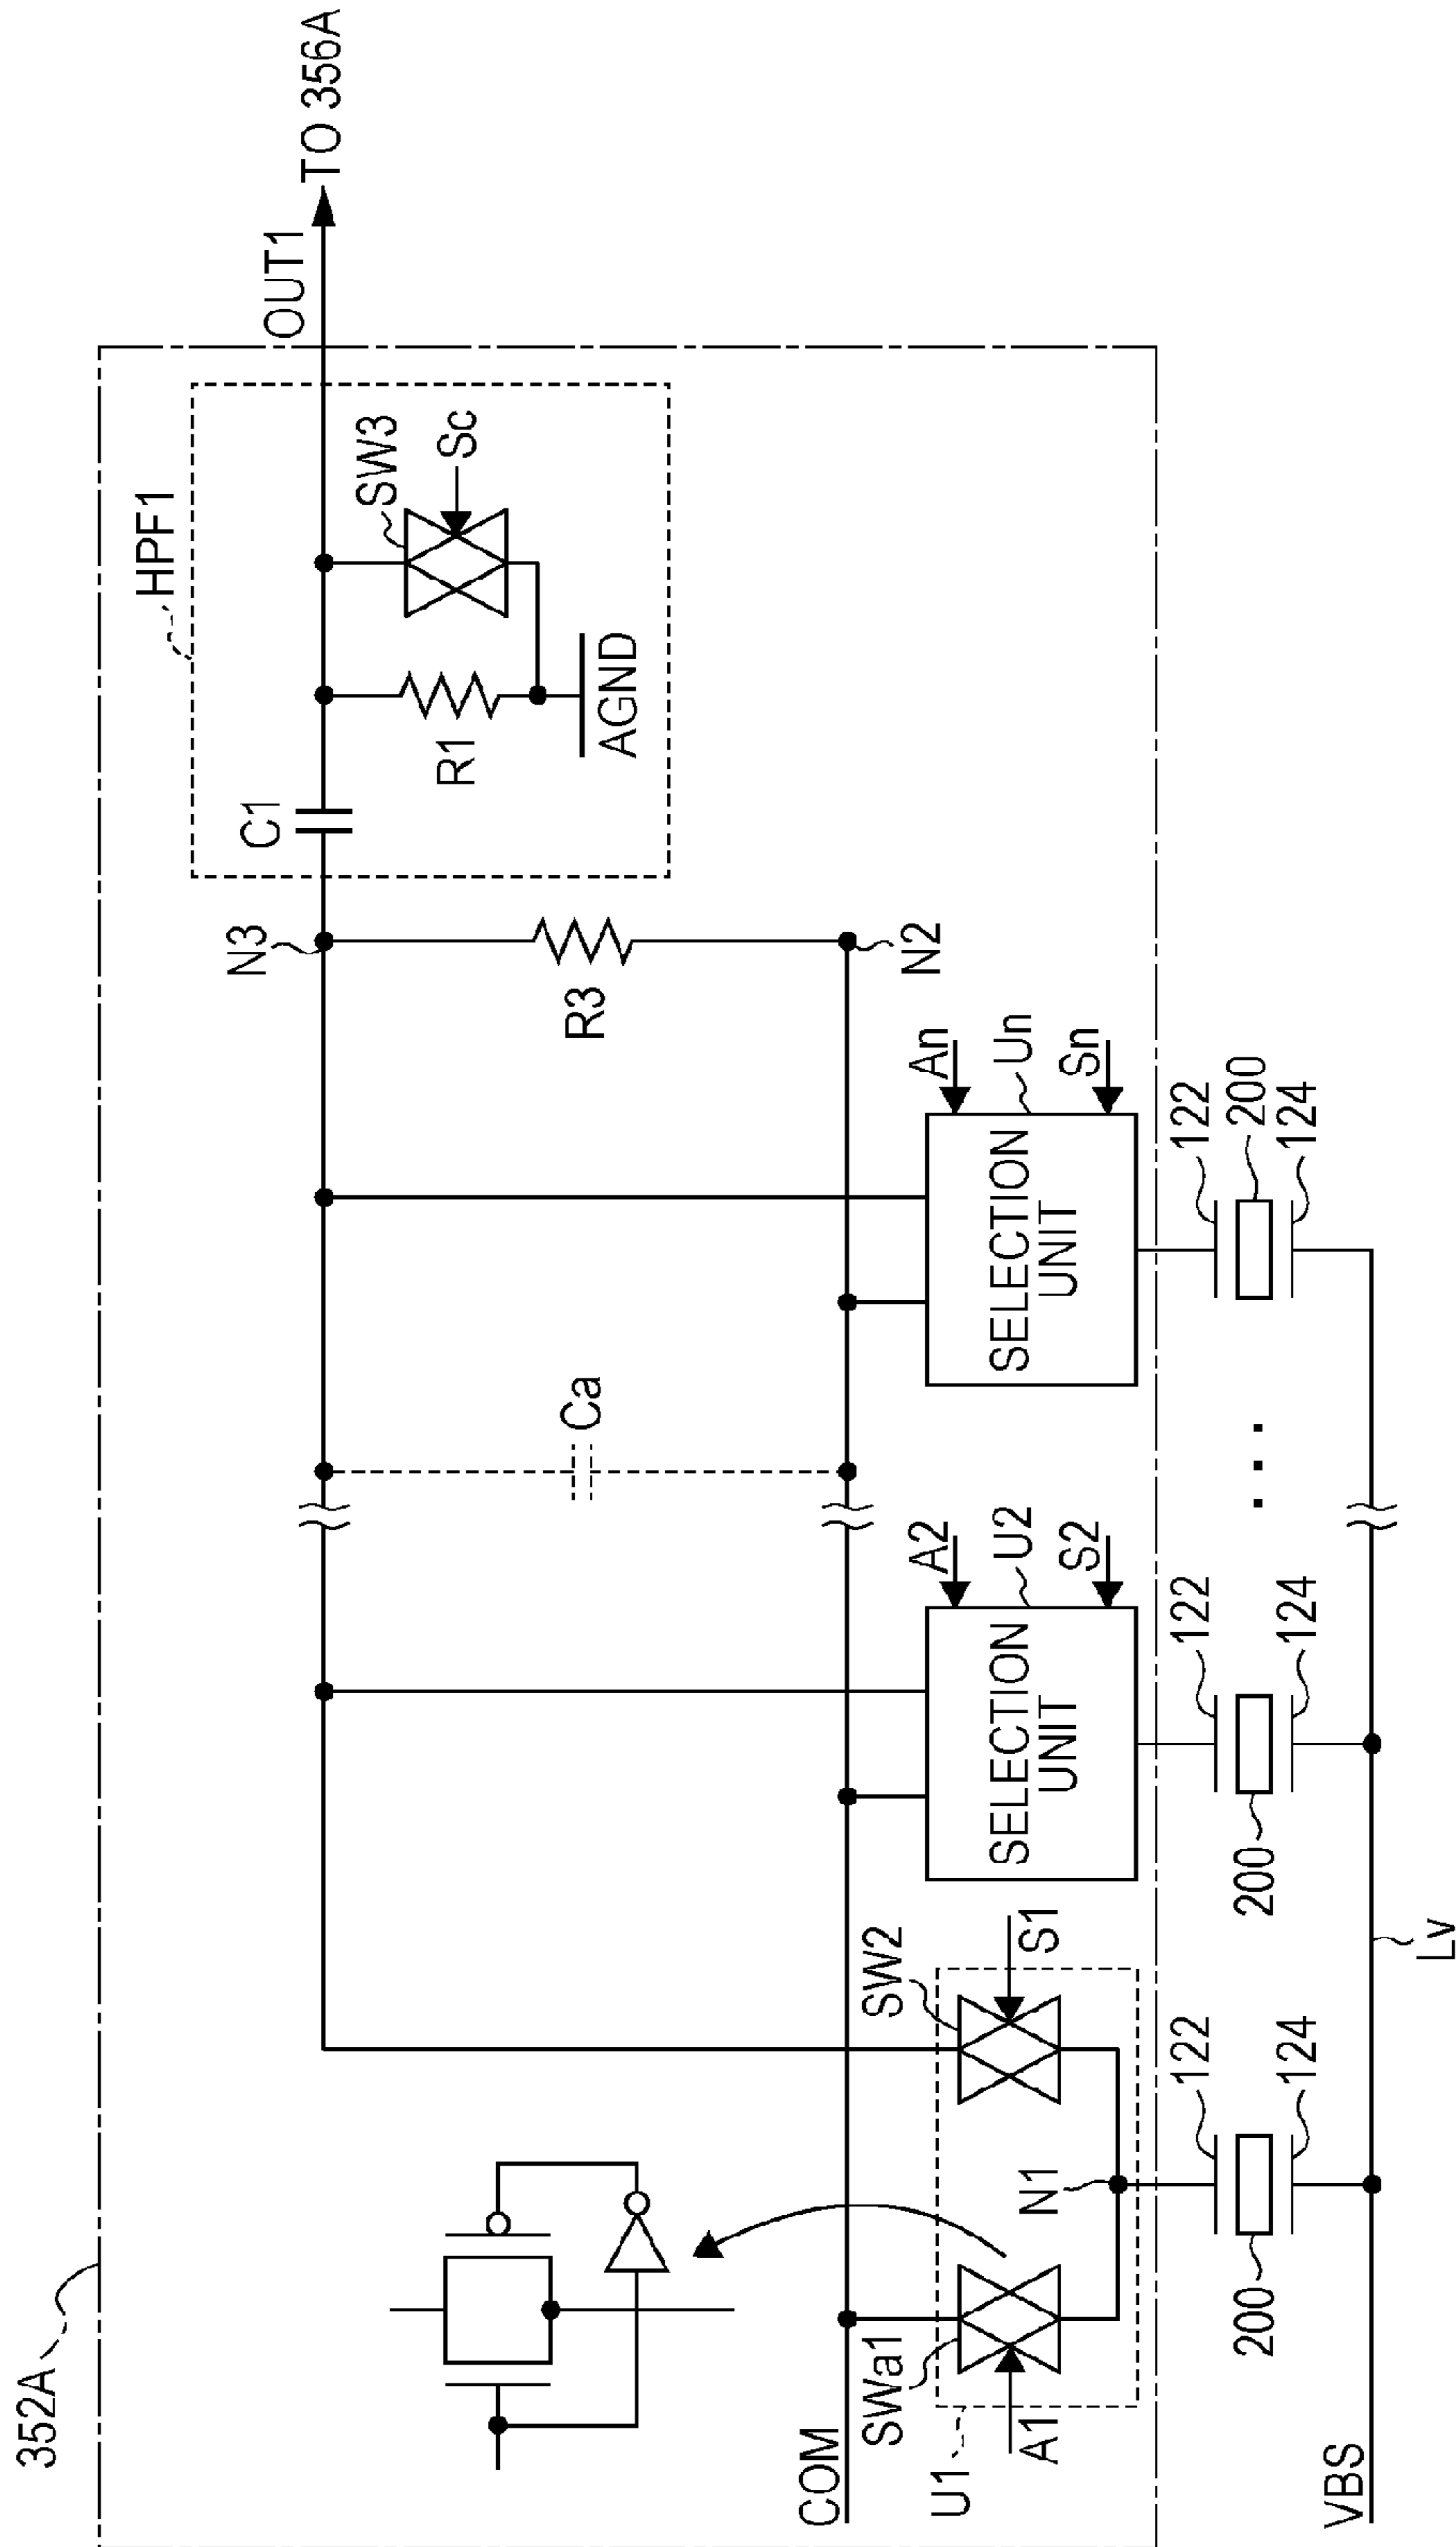 352A
HPF1
OUT1
TO 356A
C1
R1
SW3
Sc
AGND
N3
R3
N2
Ca
COM
SWa1
SW2
A1
S1
U1
N1
A2
U2
S2
SELECTION
UNIT
An
Un
Sn
SELECTION
UNIT
122
200
124
122
200
124
. . .
122
200
124
VBS
Lv